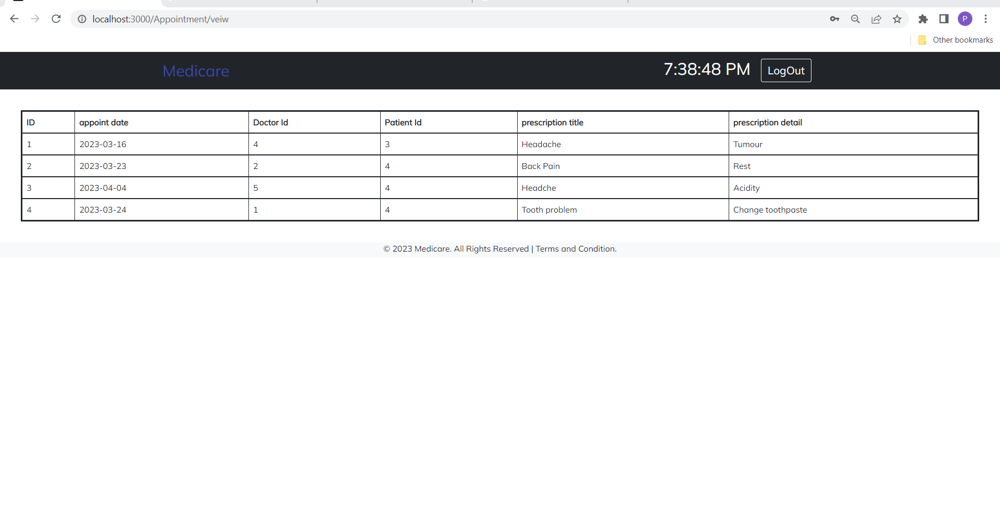 localhost:3000/Appointment/veiw
P
Other bookmarks
Medicare 7:38:48 PM LogOut
ID appoint date Doctor Id Patient Id prescription title prescription detail
1 2023-03-16 4 3 Headache Tumour
2 2023-03-23 2 4 Back Pain Rest
3 2023-04-04 5 4 Headche Acidity
4 2023-03-24 1 4 Tooth problem Change toothpaste
© 2023 Medicare. All Rights Reserved | Terms and Condition.